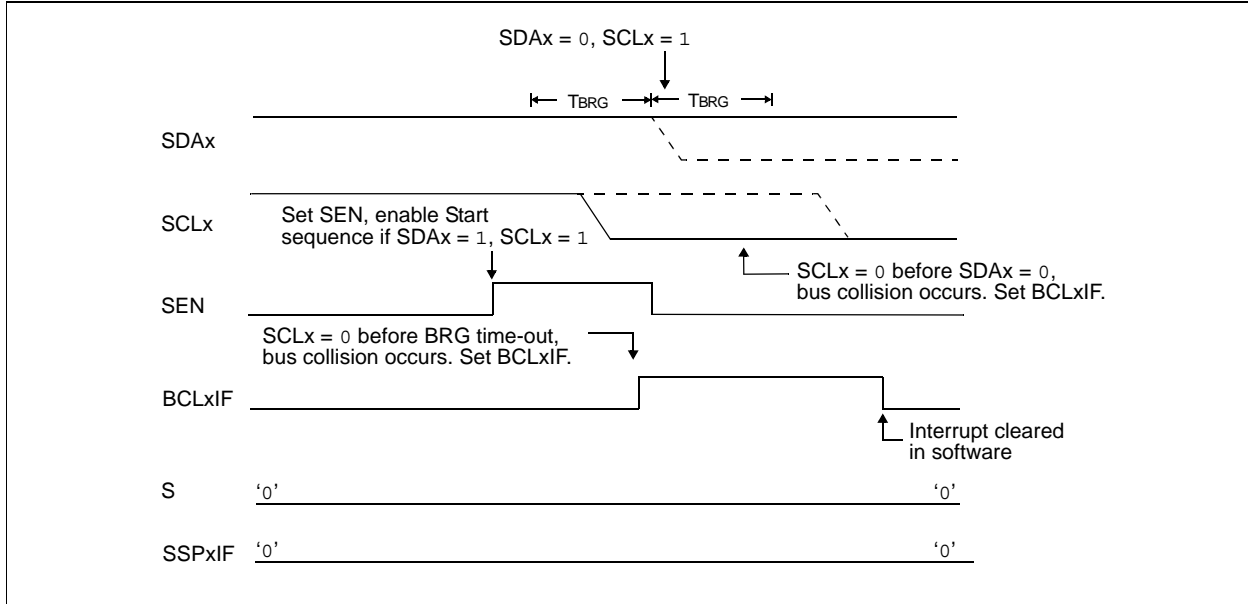 SDAx = 0, SCLx = 1
TBRG TBRG
SDAx
SCLx
Set SEN, enable Start
sequence if SDAx = 1, SCLx = 1
SCLx = 0 before SDAx = 0,
bus collision occurs. Set BCLxIF.
SEN
SCLx = 0 before BRG time-out,
bus collision occurs. Set BCLxIF.
BCLxIF
Interrupt cleared
in software
S ‘0’ ‘0’
SSPxIF ‘0’ ‘0’